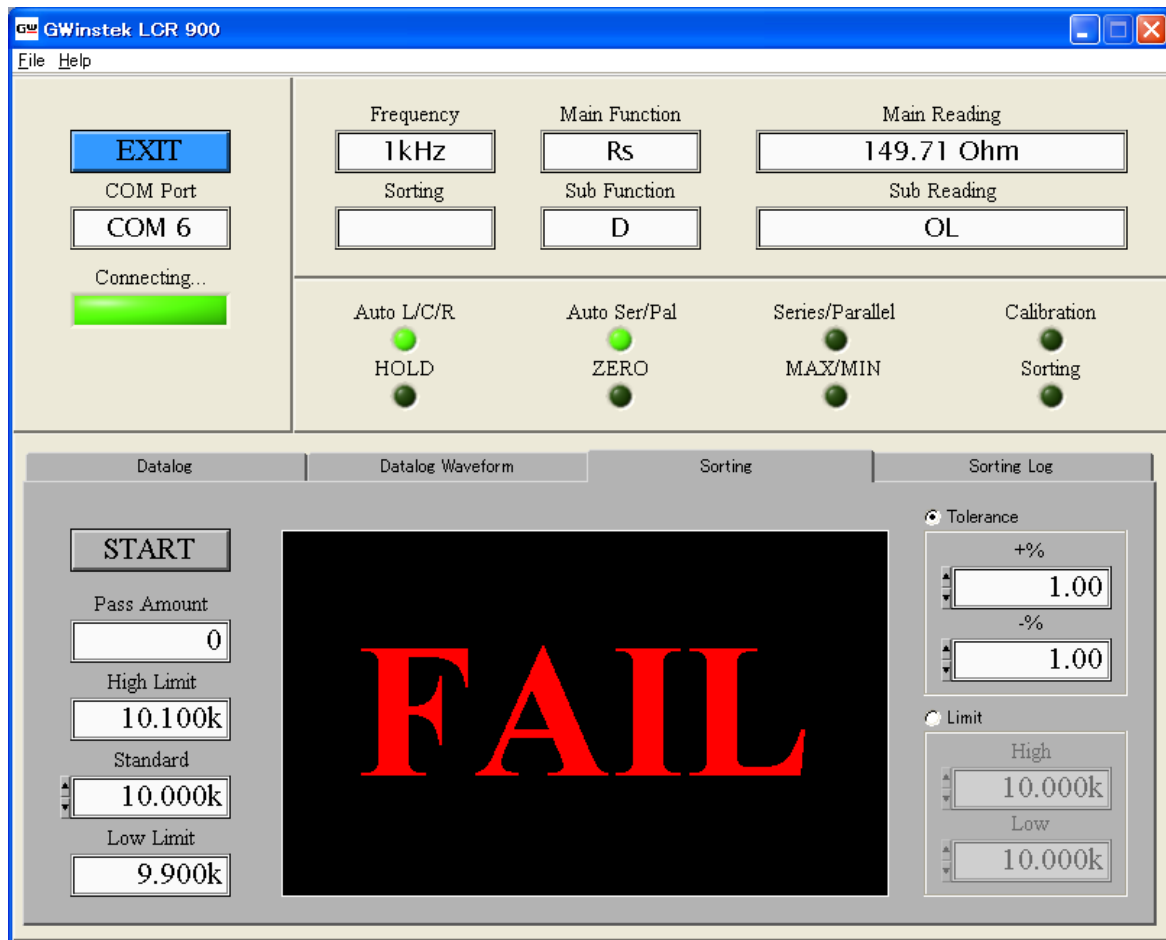 GW GWinstek LCR 900
File Help
EXIT
COM Port
COM 6
Connecting...
Frequency Main Function Main Reading
1kHz Rs 149.71 Ohm
Sorting Sub Function Sub Reading
D OL
Auto L/C/R Auto Ser/Pal Series/Parallel Calibration
HOLD ZERO MAX/MIN Sorting
Datalog Datalog Waveform Sorting Sorting Log
START
Pass Amount
0
High Limit
10.100k
Standard
10.000k
Low Limit
9.900k
FAIL
Tolerance
+%
1.00
-%
1.00
Limit
High
10.000k
Low
10.000k